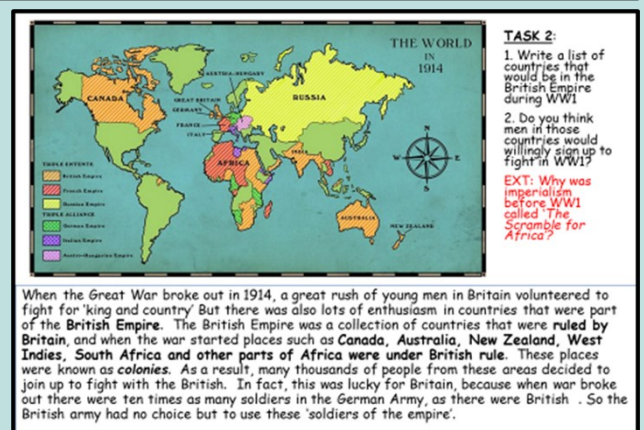 THE WORLD
IN
1914
AUSTRIA-HUNGARY
CANADA
GREAT BRITAIN
GERMANY
RUSSIA
FRANCE
ITALY
AFRICA
INDIA
AUSTRALIA
NEW ZEALAND
N
W
E
S
TRIPLE ENTENTE
British Empire
French Empire
Russian Empire
TRIPLE ALLIANCE
German Empire
Italian Empire
Austro-Hungarian Empire
TASK 2:
1. Write a list of
countries that
would be in the
British Empire
during WW1
2. Do you think
men in those
countries would
willingly sign up to
fight in WW1?
EXT: Why was
imperialism
before WW1
called 'The
Scramble for
Africa'?
When the Great War broke out in 1914, a great rush of young men in Britain volunteered to
fight for 'king and country' But there was also lots of enthusiasm in countries that were part
of the British Empire. The British Empire was a collection of countries that were ruled by
Britain, and when the war started places such as Canada, Australia, New Zealand, West
Indies, South Africa and other parts of Africa were under British rule. These places
were known as colonies. As a result, many thousands of people from these areas decided to
join up to fight with the British. In fact, this was lucky for Britain, because when war broke
out there were ten times as many soldiers in the German Army, as there were British . So the
British army had no choice but to use these 'soldiers of the empire'.